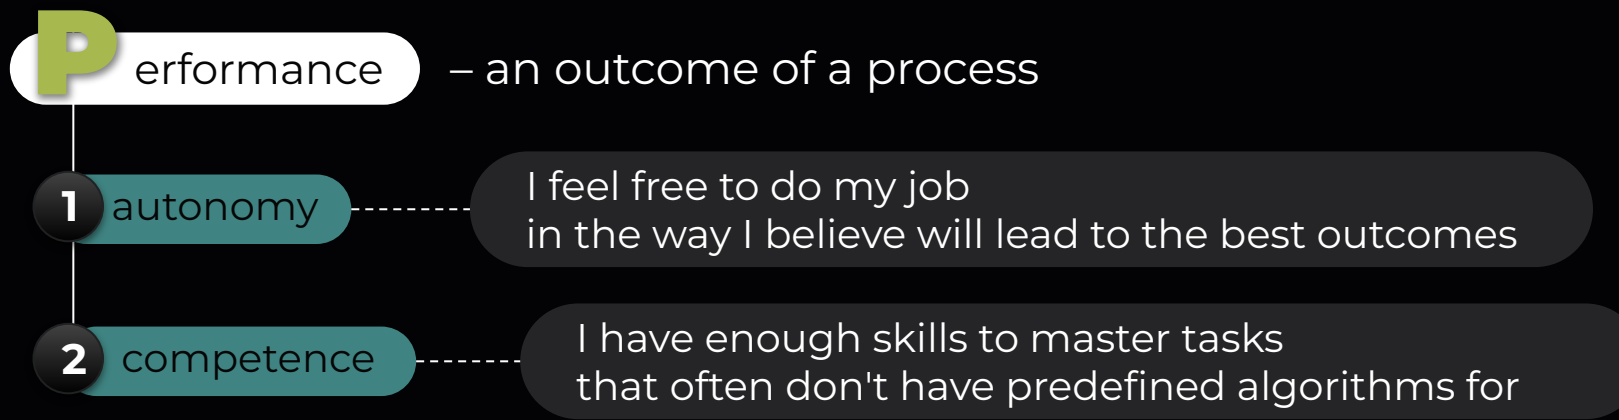 Performance – an outcome of a process
1 autonomy
I feel free to do my job
in the way I believe will lead to the best outcomes
2 competence
I have enough skills to master tasks
that often don't have predefined algorithms for